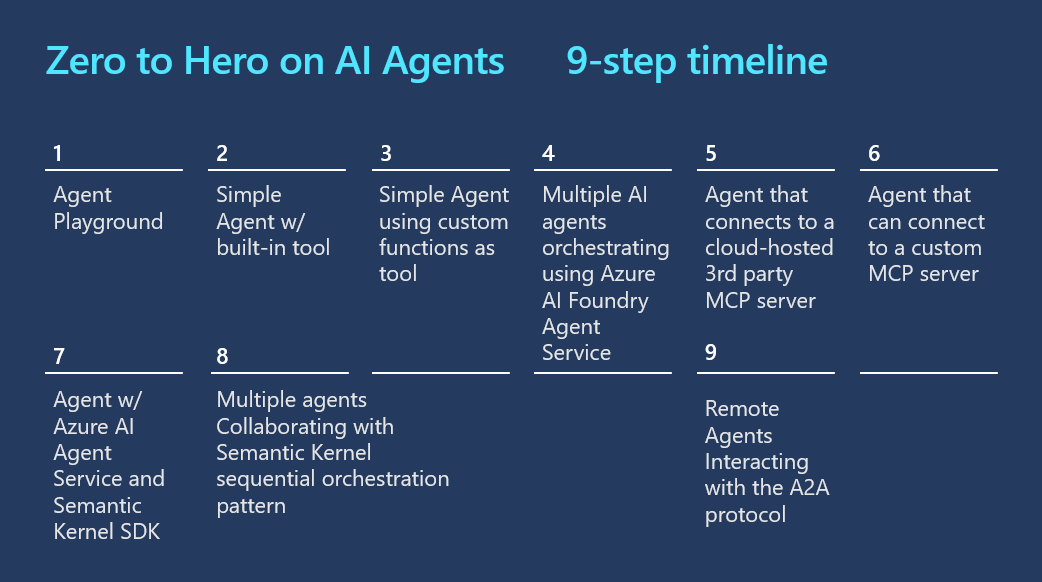 Zero to Hero on AI Agents 9-step timeline
1
Agent
Playground
2
Simple
Agent w/
built-in tool
3
Simple Agent
using custom
functions as
tool
4
Multiple AI
agents
orchestrating
using Azure
AI Foundry
Agent
Service
5
Agent that
connects to a
cloud-hosted
3rd party
MCP server
6
Agent that
can connect
to a custom
MCP server
7
Agent w/
Azure AI
Agent
Service and
Semantic
Kernel SDK
8
Multiple agents
Collaborating with
Semantic Kernel
sequential orchestration
pattern
9
Remote
Agents
Interacting
with the A2A
protocol